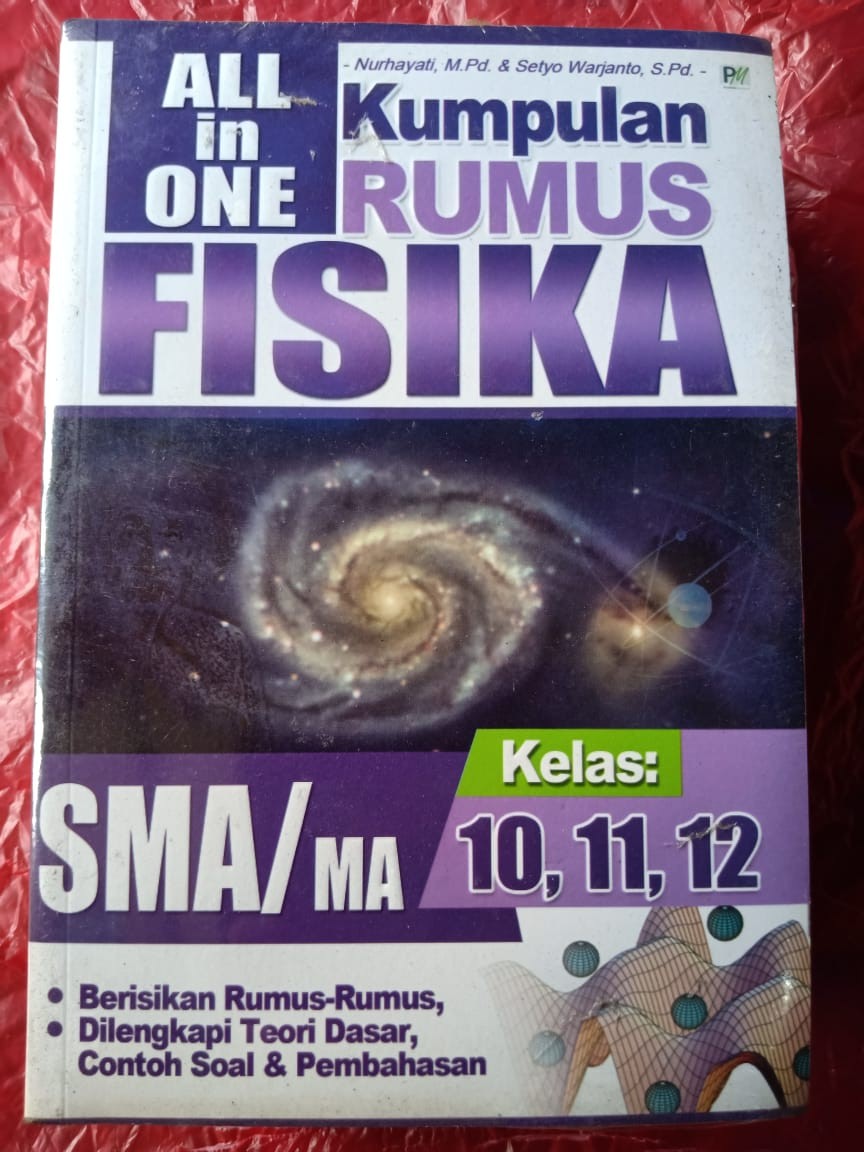 ALL
in
ONE
- Nurhayati, M.Pd. & Setyo Warjanto, S.Pd. -
PM
Kumpulan
RUMUS
FISIKA
Kelas:
10, 11, 12
SMA/MA
• Berisikan Rumus-Rumus,
• Dilengkapi Teori Dasar,
Contoh Soal & Pembahasan